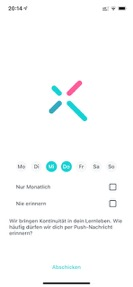 20:14
Mo Di Mi Do Fr Sa So
Nur Monatlich
Nie erinnern
Wir bringen Kontinuität in dein Lernleben. Wie
häufig dürfen wir dich per Push-Nachricht
erinnern?
Abschicken